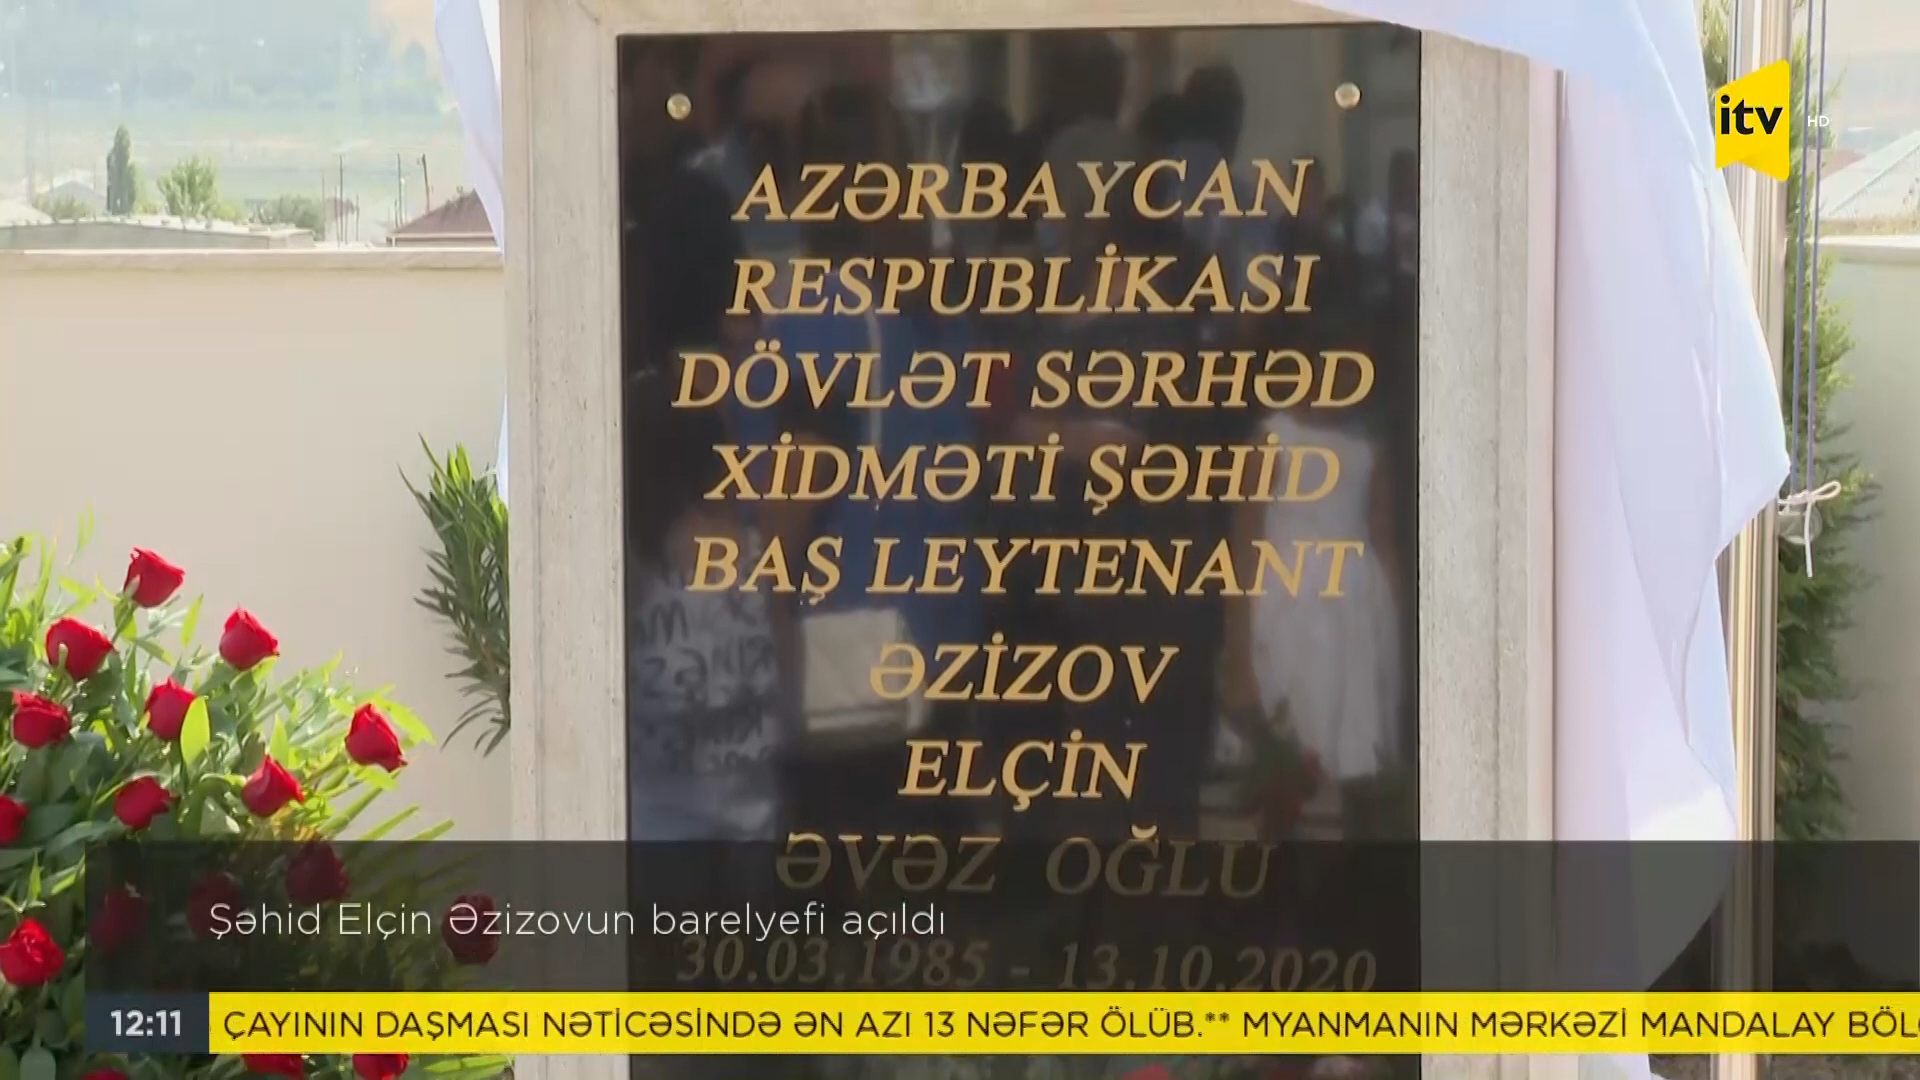 itv HD
AZƏRBAYCAN
RESPUBLİKASI
DÖVLƏT SƏRHƏD
XİDMƏTİ ŞƏHİD
BAŞ LEYTENANT
ƏZİZOV
ELÇİN
ƏVƏZ OĞLU
30.03.1985 - 13.10.2020
Şəhid Elçin Əzizovun barelyefi açıldı
12:11 ÇAYININ DAŞMASI NƏTİCƏSİNDƏ ƏN AZI 13 NƏFƏR ÖLÜB.** MYANMANIN MƏRKƏZİ MANDALAY BÖLG